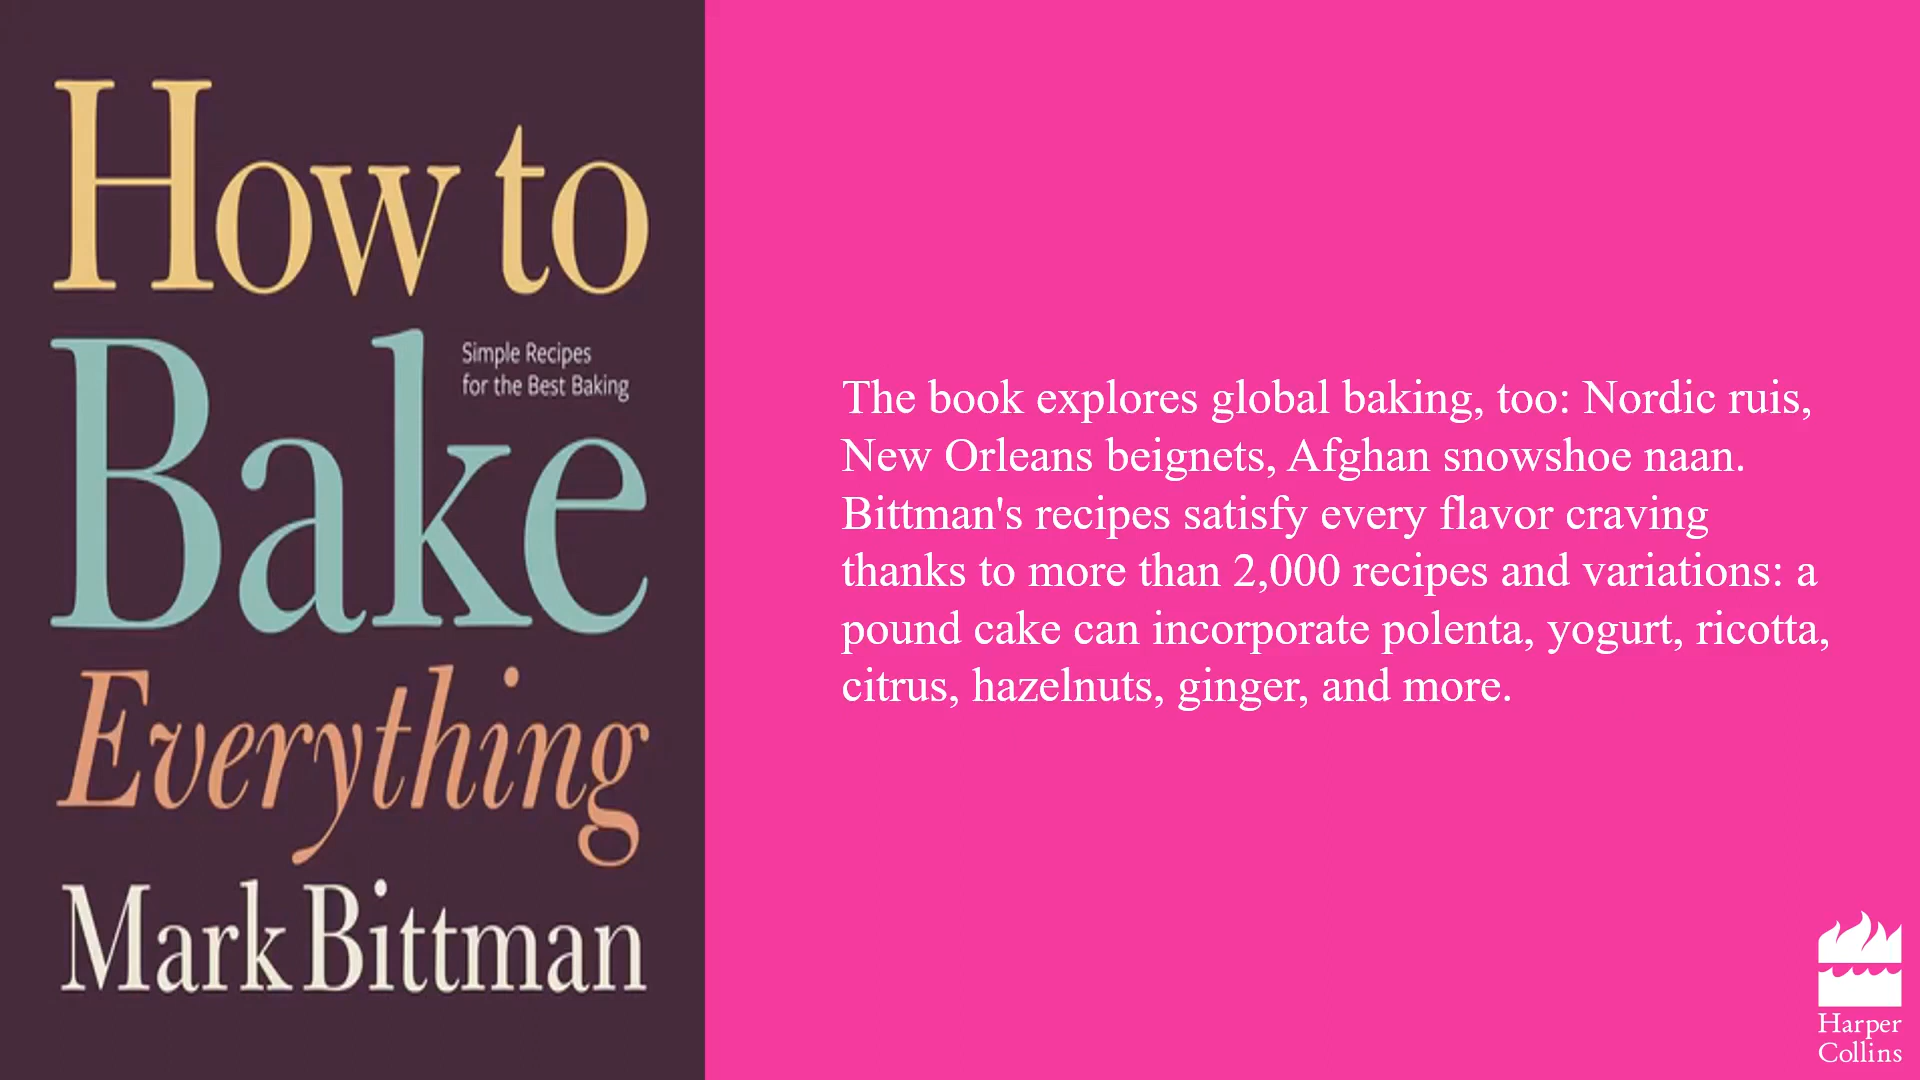 How to
Bake
Simple Recipes
for the Best Baking
Everything
Mark Bittman
The book explores global baking, too: Nordic ruis,
New Orleans beignets, Afghan snowshoe naan.
Bittman's recipes satisfy every flavor craving
thanks to more than 2,000 recipes and variations: a
pound cake can incorporate polenta, yogurt, ricotta,
citrus, hazelnuts, ginger, and more.
Harper
Collins